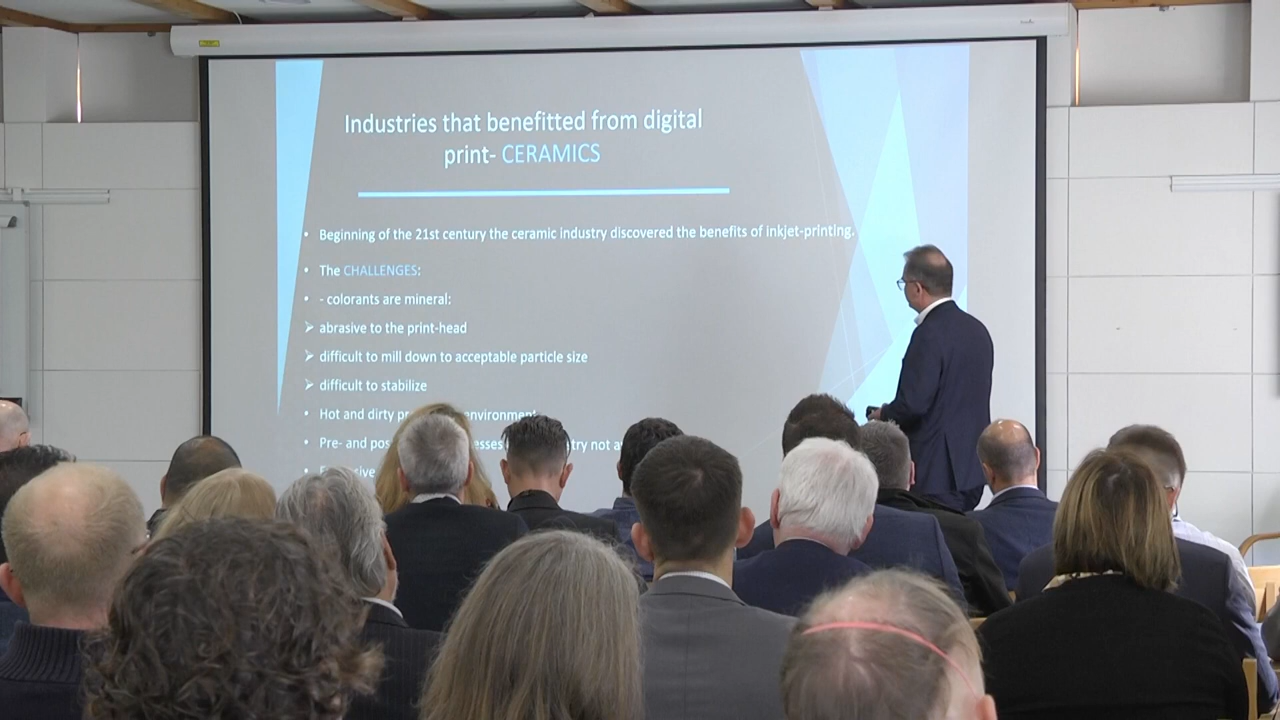 Industries that benefitted from digital
print- CERAMICS
• Beginning of the 21st century the ceramic industry discovered the benefits of inkjet-printing.
• The CHALLENGES:
• - colorants are mineral:
➢ abrasive to the print-head
➢ difficult to mill down to acceptable particle size
➢ difficult to stabilize
• Hot and dirty environment
• Pre- and not